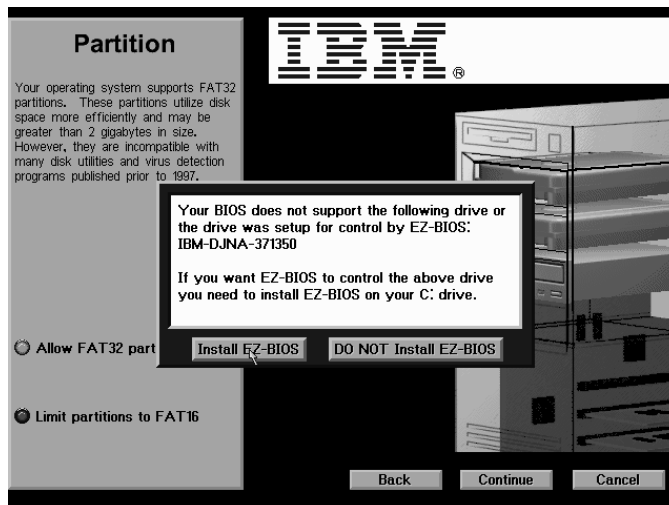 Partition
IBM®
Your operating system supports FAT32
partitions. These partitions utilize disk
space more efficiently and may be
greater than 2 gigabytes in size.
However, they are incompatible with
many disk utilities and virus detection
programs published prior to 1997.
Your BIOS does not support the following drive or
the drive was setup for control by EZ-BIOS:
IBM-DJNA-371350
If you want EZ-BIOS to control the above drive
you need to install EZ-BIOS on your C: drive.
Install EZ-BIOS
DO NOT Install EZ-BIOS
Allow FAT32 part
Limit partitions to FAT16
Back
Continue
Cancel